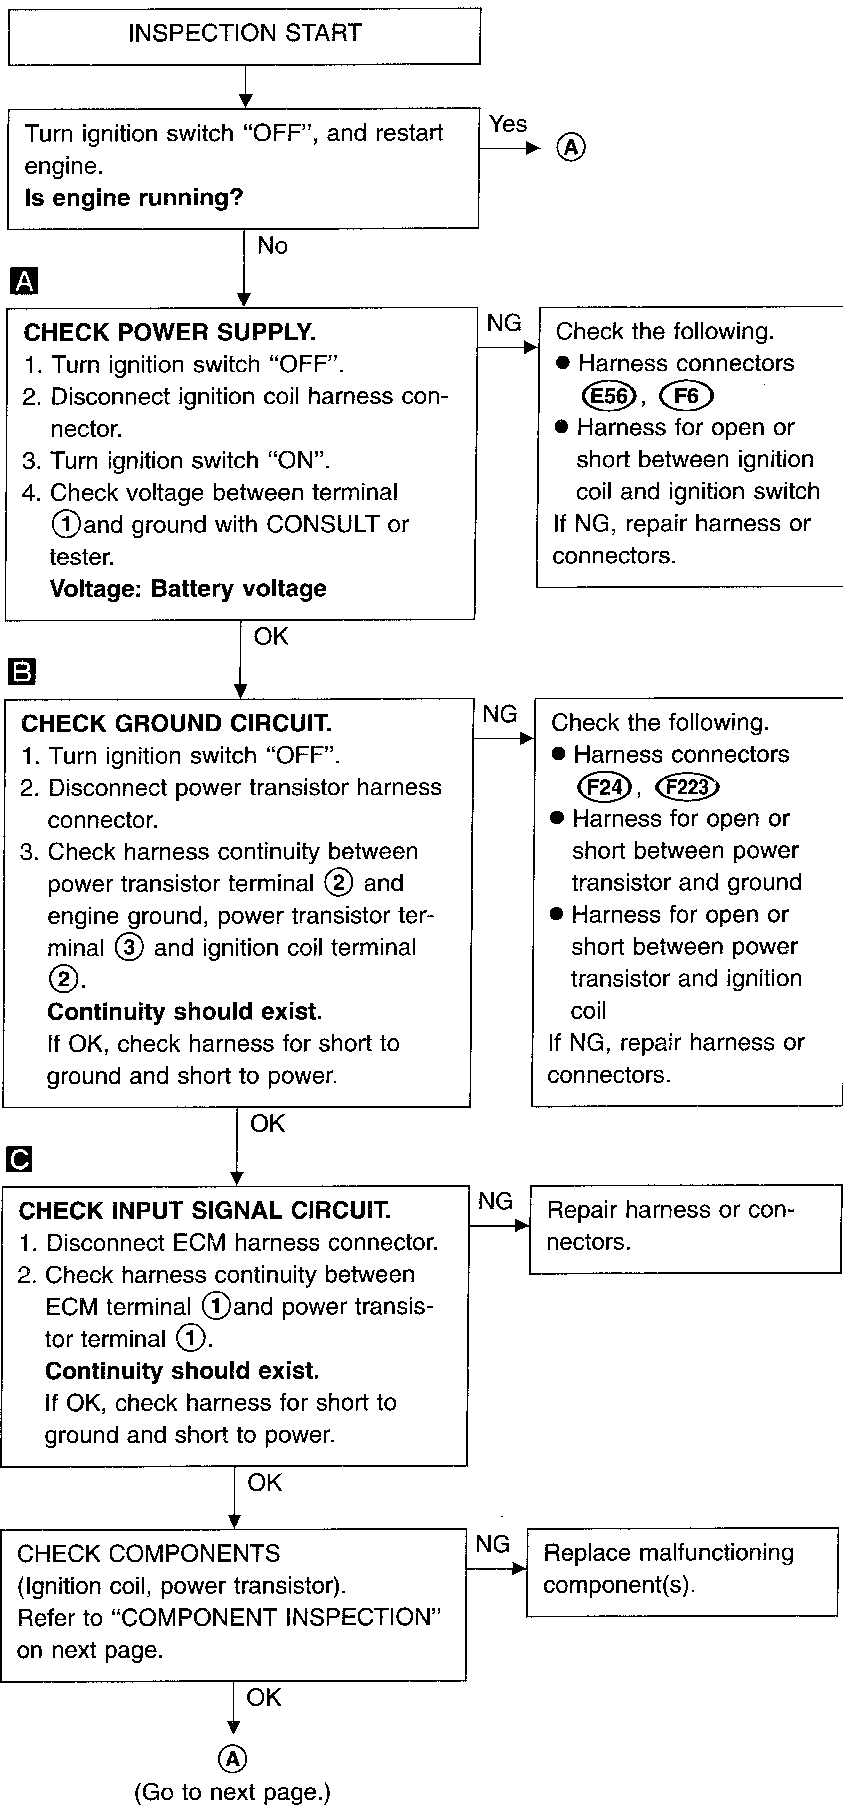 INSPECTION START
Turn ignition switch “OFF”, and restart
engine.
Is engine running?
Yes
Ⓐ
No
A
CHECK POWER SUPPLY.
1. Turn ignition switch “OFF”.
2. Disconnect ignition coil harness con-
nector.
3. Turn ignition switch “ON”.
4. Check voltage between terminal
① and ground with CONSULT or
tester.
Voltage: Battery voltage
NG
Check the following.
● Harness connectors
E56, F6
● Harness for open or
short between ignition
coil and ignition switch
If NG, repair harness or
connectors.
OK
B
CHECK GROUND CIRCUIT.
1. Turn ignition switch “OFF”.
2. Disconnect power transistor harness
connector.
3. Check harness continuity between
power transistor terminal ② and
engine ground, power transistor ter-
minal ③ and ignition coil terminal
②.
Continuity should exist.
If OK, check harness for short to
ground and short to power.
NG
Check the following.
● Harness connectors
F24, F223
● Harness for open or
short between power
transistor and ground
● Harness for open or
short between power
transistor and ignition
coil
If NG, repair harness or
connectors.
OK
C
CHECK INPUT SIGNAL CIRCUIT.
1. Disconnect ECM harness connector.
2. Check harness continuity between
ECM terminal ① and power transis-
tor terminal ①.
Continuity should exist.
If OK, check harness for short to
ground and short to power.
NG
Repair harness or con-
nectors.
OK
CHECK COMPONENTS
(Ignition coil, power transistor).
Refer to “COMPONENT INSPECTION”
on next page.
NG
Replace malfunctioning
component(s).
OK
Ⓐ
(Go to next page.)